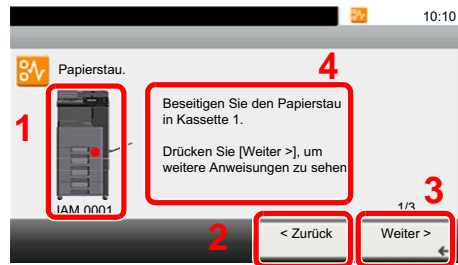 10:10
Papierstau.
4
1
Beseitigen Sie den Papierstau
in Kassette 1.
Drücken Sie [Weiter >], um
weitere Anweisungen zu sehen
JAM 0001
1/3
3
2
< Zurück
Weiter >